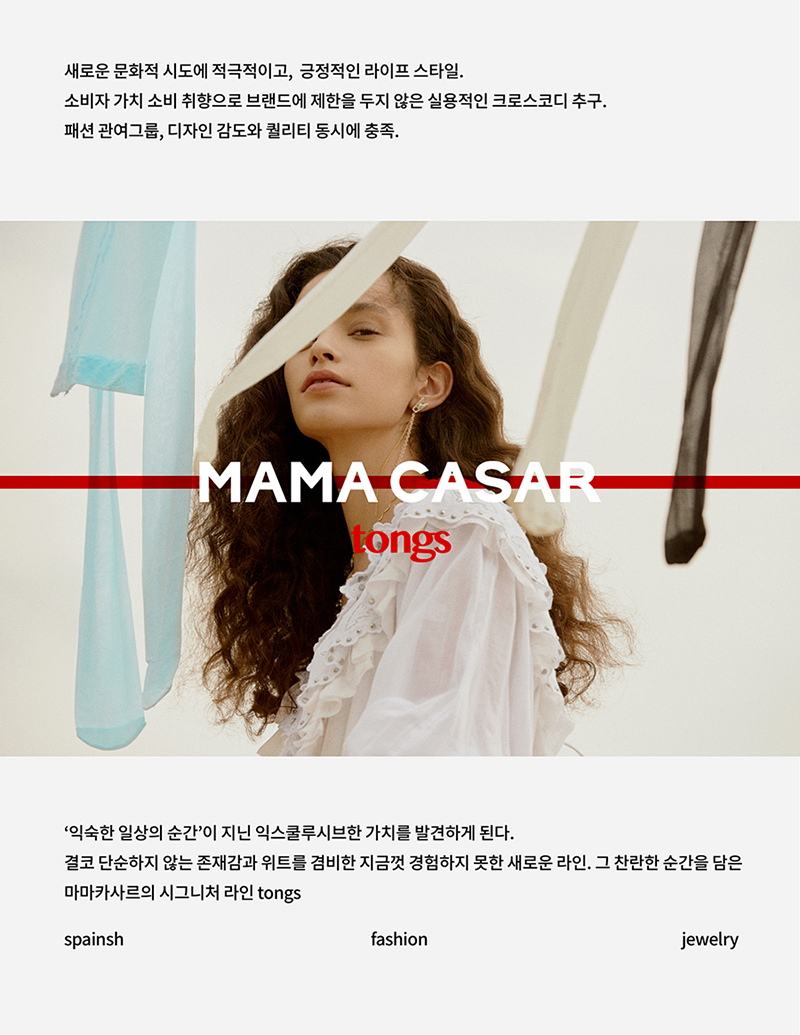 새로운 문화적 시도에 적극적이고, 긍정적인 라이프 스타일.
소비자 가치 소비 취향으로 브랜드에 제한을 두지 않은 실용적인 크로스코디 추구.
패션 관여그룹, 디자인 감도와 퀄리티 동시에 충족.
MAMA CASAR
tongs
‘익숙한 일상의 순간’이 지닌 익스쿨루시브한 가치를 발견하게 된다.
결코 단순하지 않는 존재감과 위트를 겸비한 지금껏 경험하지 못한 새로운 라인. 그 찬란한 순간을 담은
마마카사르의 시그니처 라인 tongs
spainsh fashion jewelry